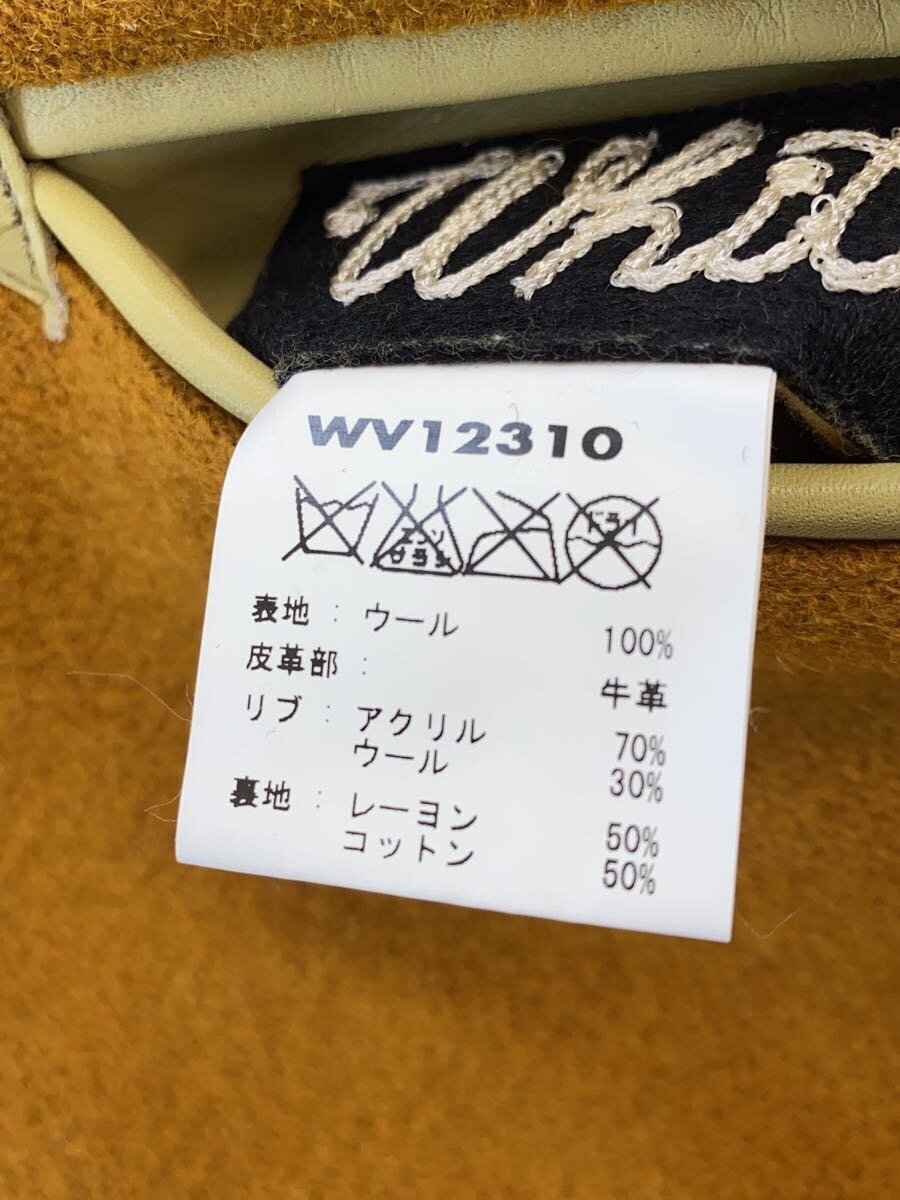 Whit
WV12310
エンソ サラシ ドライ
表地 : ウール 100%
皮革部 : 牛革
リブ : アクリル 70%
ウール 30%
裏地 : レーヨン 50%
コットン 50%